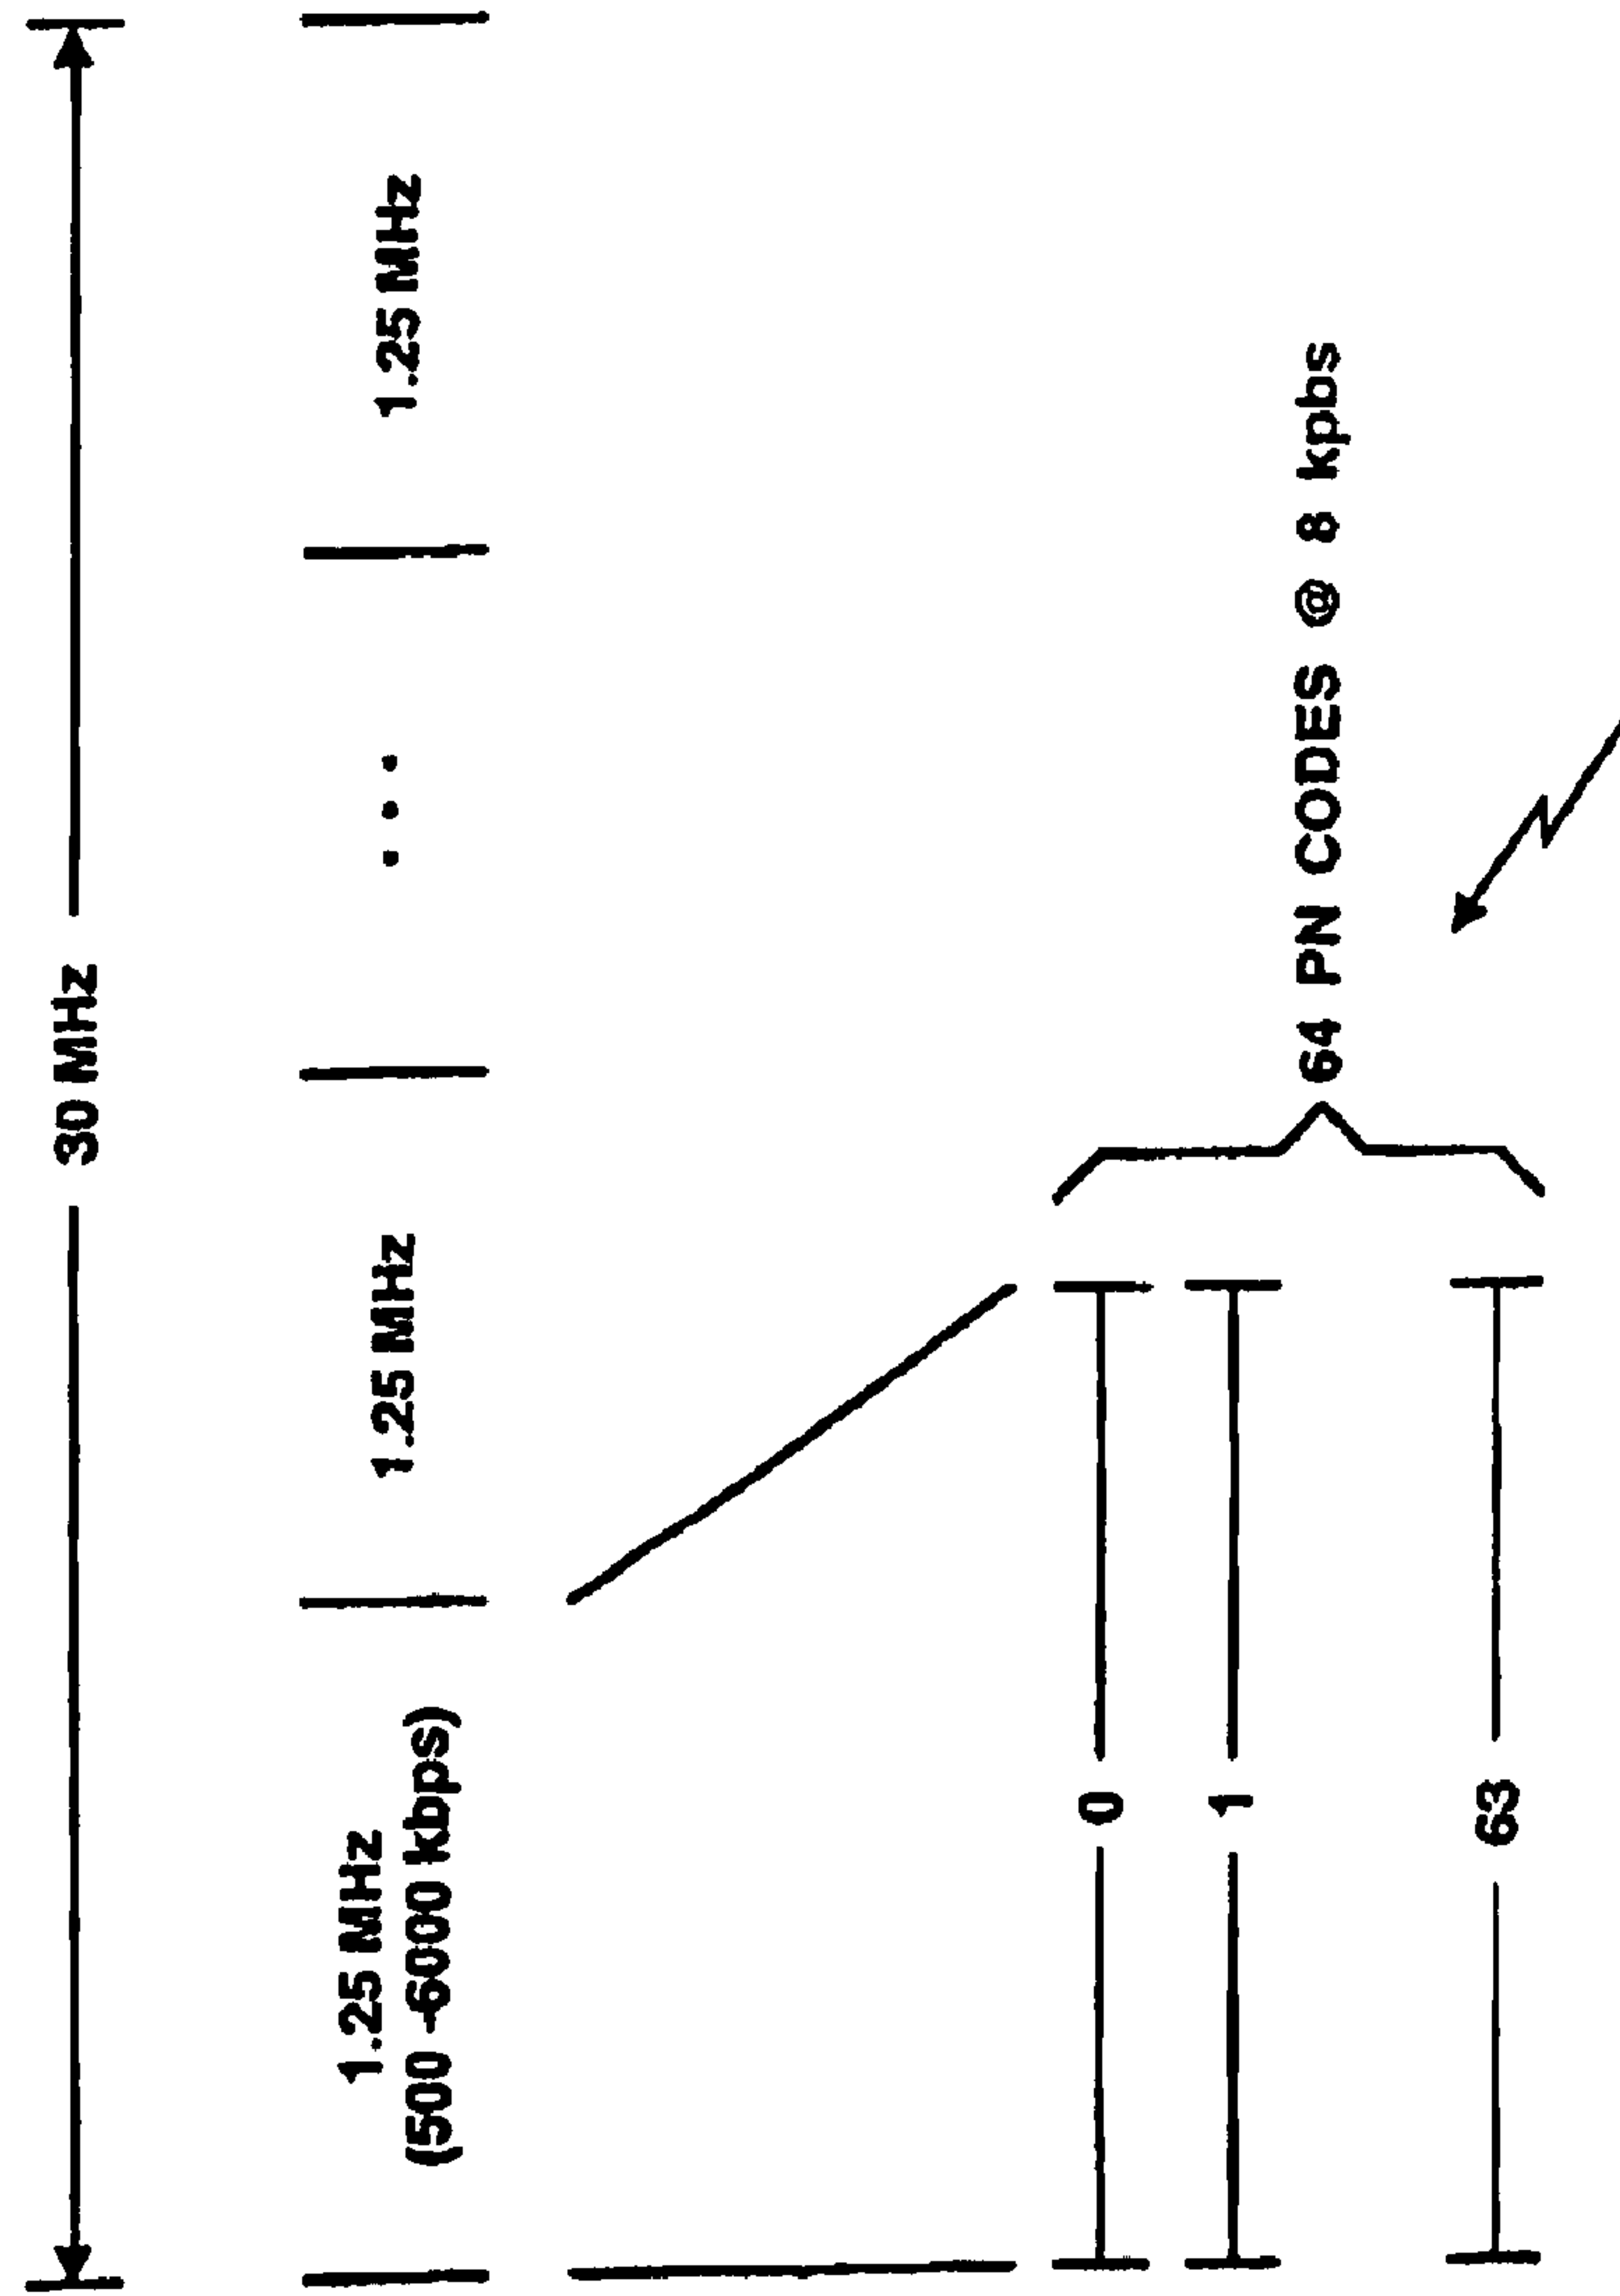 30 MHz
1.25 MHz
(500 -600 kbps)
1.25 MHz
. . .
1.25 MHz
0
1
63
64 PN CODES @ 8 kpbs